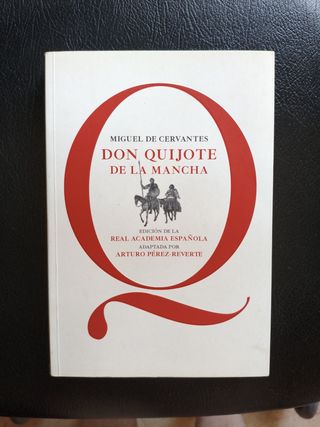 MIGUEL DE CERVANTES
DON QUIJOTE
DE LA MANCHA
EDICIÓN DE LA
REAL ACADEMIA ESPAÑOLA
ADAPTADA POR
ARTURO PÉREZ-REVERTE
Q